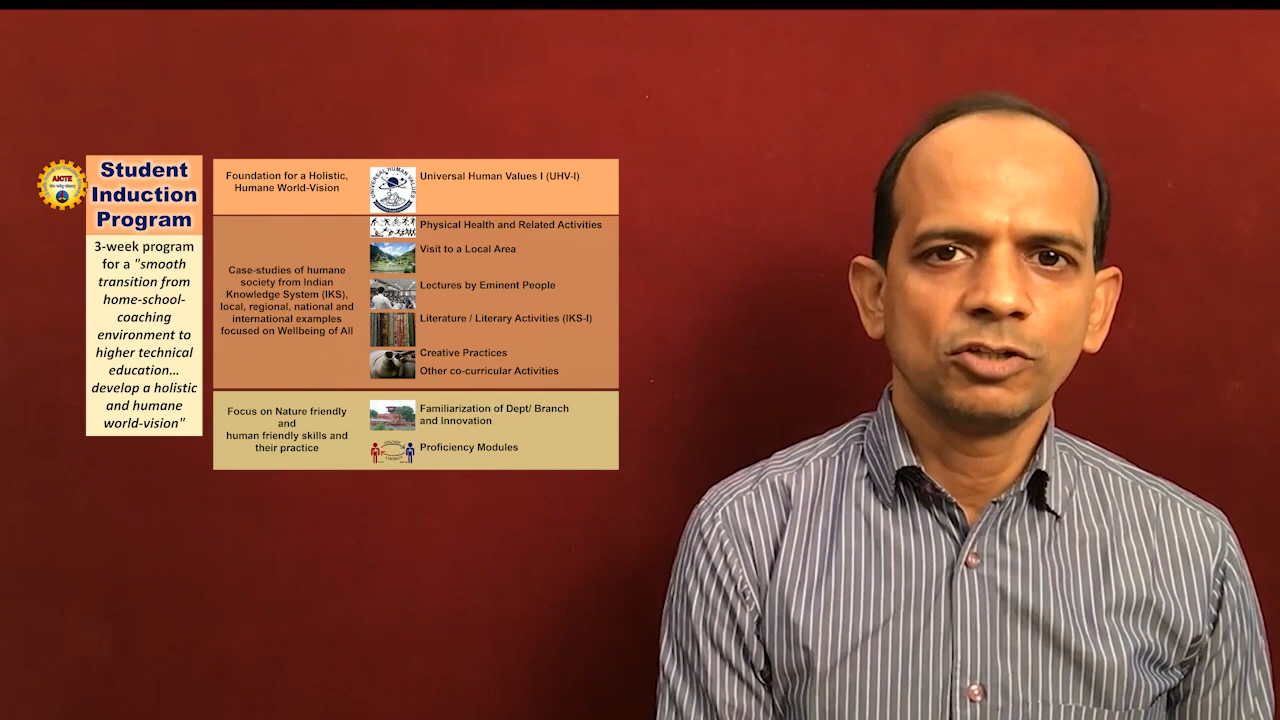 AICTE
Student
Induction
Program
3-week program
for a "smooth
transition from
home-school-
coaching
environment to
higher technical
education...
develop a holistic
and humane
world-vision"
Foundation for a Holistic,
Humane World-Vision
UNIVERSAL HUMAN VALUES
Universal Human Values I (UHV-I)
Case-studies of humane
society from Indian
Knowledge System (IKS),
local, regional, national and
international examples
focused on Wellbeing of All
Physical Health and Related Activities
Visit to a Local Area
Lectures by Eminent People
Literature / Literary Activities (IKS-I)
Creative Practices
Other co-curricular Activities
Focus on Nature friendly
and
human friendly skills and
their practice
Familiarization of Dept/ Branch
and Innovation
Proficiency Modules